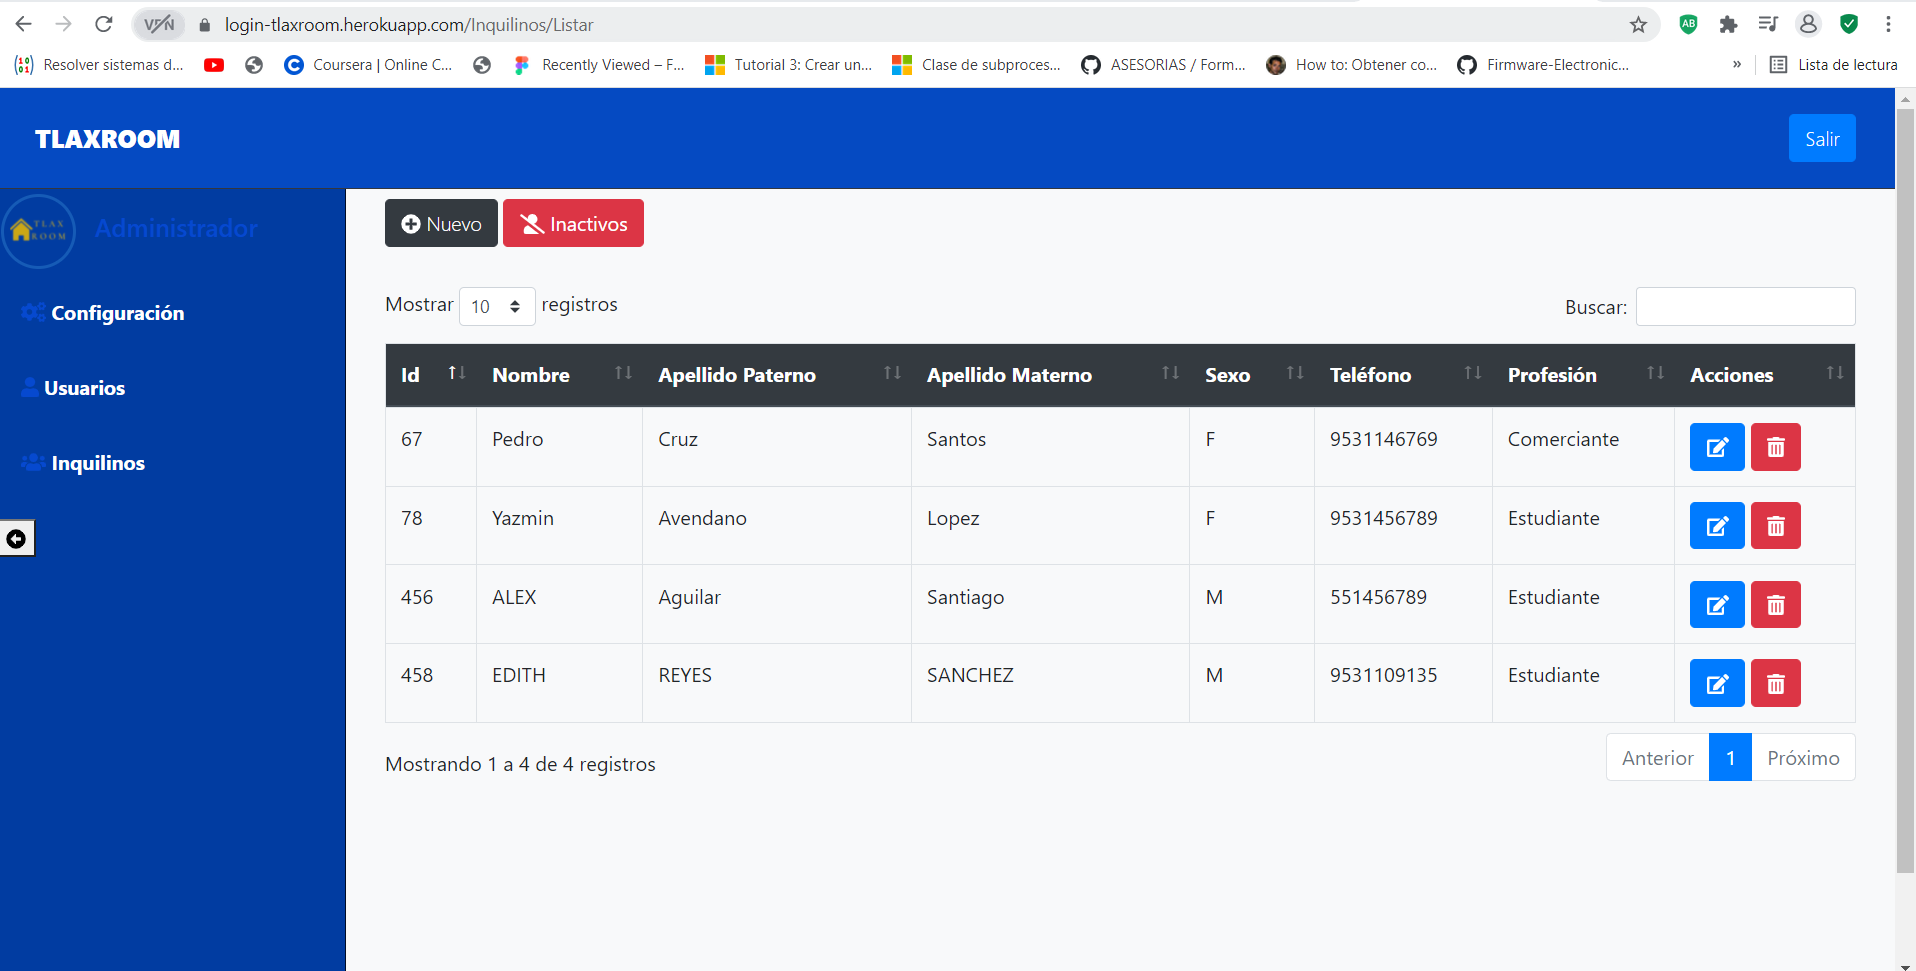 VPN login-tlaxroom.herokuapp.com/Inquilinos/Listar AB
Resolver sistemas d... Coursera | Online C... Recently Viewed – F... Tutorial 3: Crear un... Clase de subproces... ASESORIAS / Form... How to: Obtener co... Firmware-Electronic... » Lista de lectura
TLAXROOM Salir
TLAX
ROOM
Administrador
Configuración
Usuarios
Inquilinos
Nuevo Inactivos
Mostrar 10 registros Buscar:
Id Nombre Apellido Paterno Apellido Materno Sexo Teléfono Profesión Acciones
67 Pedro Cruz Santos F 9531146769 Comerciante
78 Yazmin Avendano Lopez F 9531456789 Estudiante
456 ALEX Aguilar Santiago M 551456789 Estudiante
458 EDITH REYES SANCHEZ M 9531109135 Estudiante
Mostrando 1 a 4 de 4 registros Anterior 1 Próximo